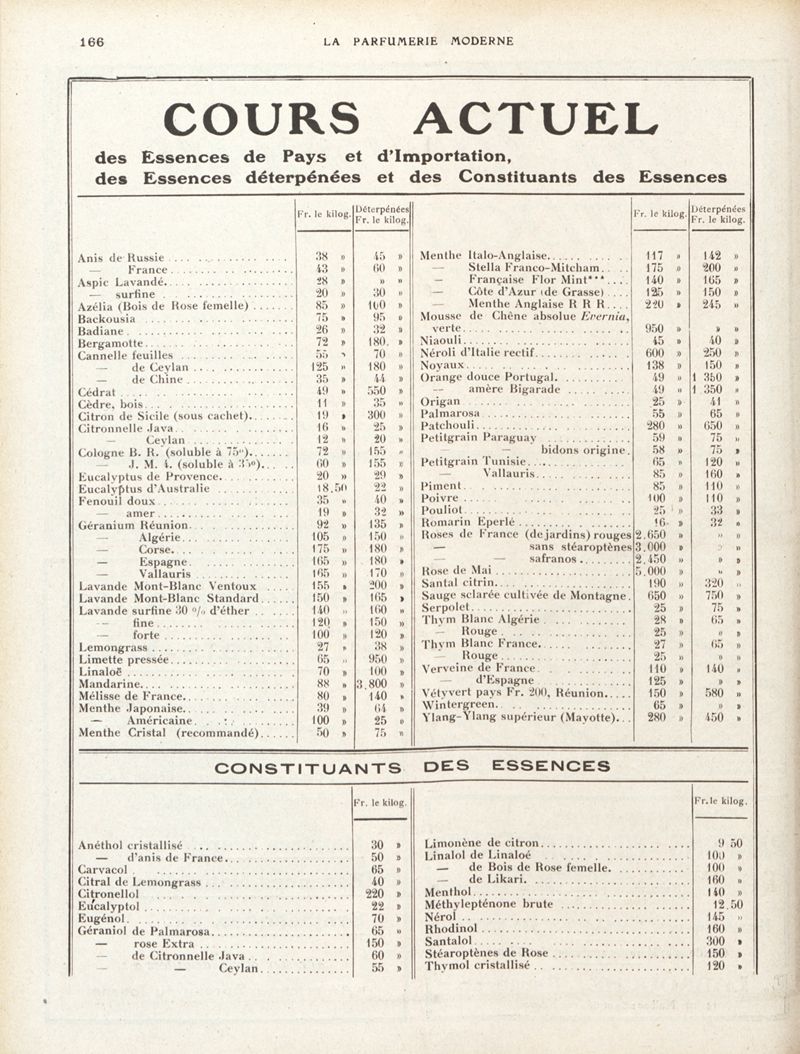 166
LA PARFUMERIE MODERNE
COURS ACTUEL
des Essences de Pays et d'Importation,
des Essences déterpénées et des Constituants des Essences
Fr. le kilog. Déterpénées Fr. le kilog.
Anis de Russie 38 » 45 »
— France 43 » 60 »
Aspic Lavandé 28 » » »
— surfine 20 » 30 »
Azélia (Bois de Rose femelle) 85 » 100 »
Backousia 75 » 95 »
Badiane 26 » 32 »
Bergamotte 72 » 180. »
Cannelle feuilles 55 » 70 »
— de Ceylan 125 » 180 »
— de Chine 35 » 44 »
Cédrat 49 » 550 »
Cèdre, bois 11 » 35 »
Citron de Sicile (sous cachet) 19 » 300 »
Citronnelle Java 16 » 25 »
— Ceylan 12 » 20 »
Cologne B. R. (soluble à 75°) 72 » 155 »
— J. M. 4. (soluble à 35°) 60 » 155 »
Eucalyptus de Provence 20 » 29 »
Eucalyptus d'Australie 18,50 22 »
Fenouil doux 35 » 40 »
— amer 19 » 32 »
Géranium Réunion 92 » 135 »
— Algérie 105 » 150 »
— Corse 175 » 180 »
— Espagne 165 » 180 »
— Vallauris 165 » 170 »
Lavande Mont-Blanc Ventoux 155 » 200 »
Lavande Mont-Blanc Standard 150 » 165 »
Lavande surfine 30 % d'éther 140 » 160 »
— fine 120 » 150 »
— forte 100 » 120 »
Lemongrass 27 » 38 »
Limette pressée 65 » 950 »
Linaloë 70 » 100 »
Mandarine 88 » 3,800 »
Mélisse de France 80 » 140 »
Menthe Japonaise 39 » 64 »
— Américaine 100 » 25 »
Menthe Cristal (recommandé) 50 » 75 »
Fr. le kilog. Déterpénées Fr. le kilog.
Menthe Italo-Anglaise 117 » 142 »
— Stella Franco-Mitcham 175 » 200 »
— Française Flor Mint*** 140 » 165 »
— Côte d'Azur (de Grasse) 125 » 150 »
— Menthe Anglaise R R R 220 » 245 »
Mousse de Chêne absolue Evernia,
verte 950 » » »
Niaouli 45 » 40 »
Néroli d'Italie rectif 600 » 250 »
Noyaux 138 » 150 »
Orange douce Portugal 49 » 1 350 »
— amère Bigarade 49 » 1 350 »
Origan 25 » 41 »
Palmarosa 55 » 65 »
Patchouli 280 » 650 »
Petitgrain Paraguay 59 » 75 »
— — bidons origine 58 » 75 »
Petitgrain Tunisie 65 » 120 »
— Vallauris 85 » 160 »
Piment 85 » 110 »
Poivre 100 » 110 »
Pouliot 25 » 33 »
Romarin Eperlé 16 » 32 »
Roses de France (de jardins) rouges 2,650 » » »
— sans stéaroptènes 3,000 » » »
— — safranos 2,450 » » »
Rose de Mai 5,000 » » »
Santal citrin 190 » 320 »
Sauge sclarée cultivée de Montagne 650 » 750 »
Serpolet 25 » 75 »
Thym Blanc Algérie 28 » 65 »
— Rouge 25 » » »
Thym Blanc France 27 » 65 »
— Rouge 25 » » »
Verveine de France 110 » 140 »
— d'Espagne 125 » » »
Vétyvert pays Fr. 200, Réunion 150 » 580 »
Wintergreen 65 » » »
Ylang-Ylang supérieur (Mayotte) 280 » 450 »
CONSTITUANTS DES ESSENCES
Fr. le kilog.
Anéthol cristallisé 30 »
— d'anis de France 50 »
Carvacol 65 »
Citral de Lemongrass 40 »
Citronellol 220 »
Eucalyptol 22 »
Eugénol 70 »
Géraniol de Palmarosa 65 »
— rose Extra 150 »
— de Citronnelle Java 60 »
— — Ceylan 55 »
Fr. le kilog.
Limonène de citron 9 50
Linalol de Linaloé 100 »
— de Bois de Rose femelle 100 »
— de Likari 160 »
Menthol 140 »
Méthyleptènone brute 12,50
Nérol 145 »
Rhodinol 160 »
Santalol 300 »
Stéaroptènes de Rose 150 »
Thymol cristallisé 120 »